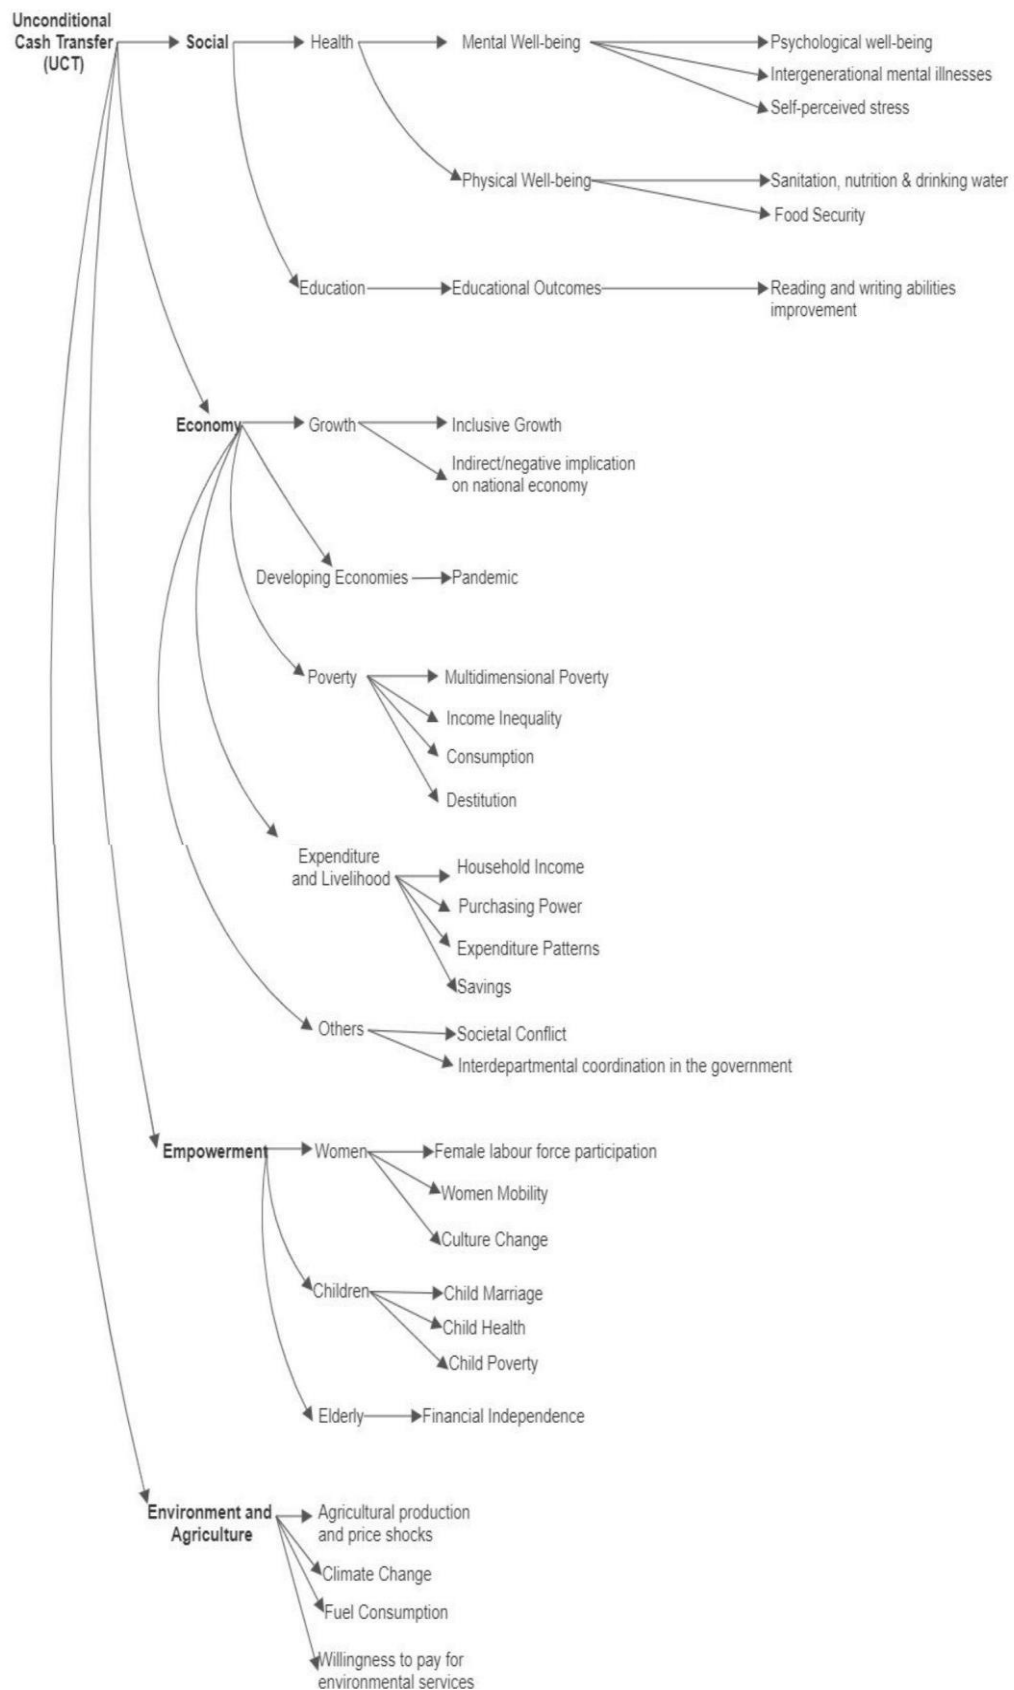 Unconditional
Cash Transfer
(UCT)
Social
Health
Mental Well-being
Psychological well-being
Intergenerational mental illnesses
Self-perceived stress
Physical Well-being
Sanitation, nutrition & drinking water
Food Security
Education
Educational Outcomes
Reading and writing abilities
improvement
Economy
Growth
Inclusive Growth
Indirect/negative implication
on national economy
Developing Economies
Pandemic
Poverty
Multidimensional Poverty
Income Inequality
Consumption
Destitution
Expenditure
and Livelihood
Household Income
Purchasing Power
Expenditure Patterns
Savings
Others
Societal Conflict
Interdepartmental coordination in the government
Empowerment
Women
Female labour force participation
Women Mobility
Culture Change
Children
Child Marriage
Child Health
Child Poverty
Elderly
Financial Independence
Environment and
Agriculture
Agricultural production
and price shocks
Climate Change
Fuel Consumption
Willingness to pay for
environmental services